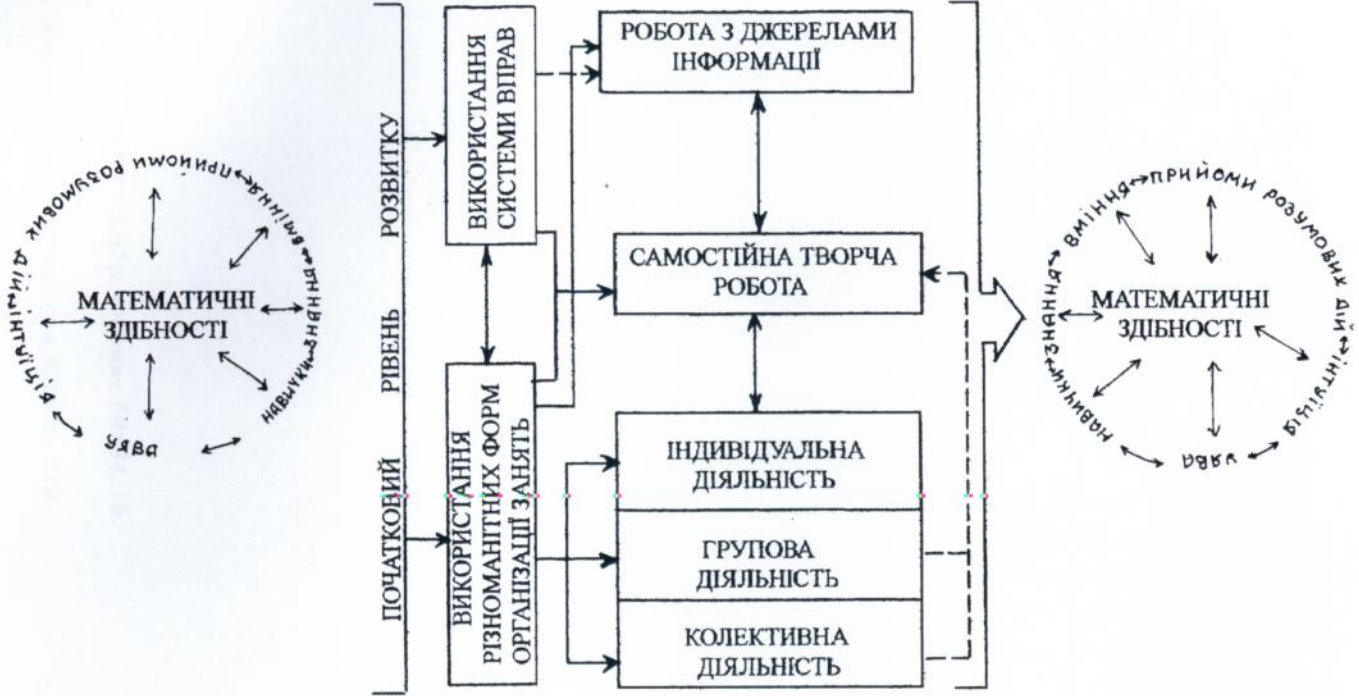 ПРИЙОМИ РОЗУМОВИХ ДІЙ↔ІНТУЇЦІЯ↔УЯВА↔НАВИЧКИ↔ЗНАННЯ↔ВМІННЯ↔
МАТЕМАТИЧНІ
ЗДІБНОСТІ
ПОЧАТКОВИЙ РІВЕНЬ РОЗВИТКУ
ВИКОРИСТАННЯ
СИСТЕМИ ВПРАВ
ВИКОРИСТАННЯ
РІЗНОМАНІТНИХ ФОРМ
ОРГАНІЗАЦІЇ ЗАНЯТЬ
РОБОТА З ДЖЕРЕЛАМИ
ІНФОРМАЦІЇ
САМОСТІЙНА ТВОРЧА
РОБОТА
ІНДИВІДУАЛЬНА
ДІЯЛЬНІСТЬ
ГРУПОВА
ДІЯЛЬНІСТЬ
КОЛЕКТИВНА
ДІЯЛЬНІСТЬ
ЗНАННЯ↔ВМІННЯ↔ПРИЙОМИ РОЗУМОВИХ ДІЙ↔ІНТУЇЦІЯ↔УЯВА↔НАВИЧКИ↔
МАТЕМАТИЧНІ
ЗДІБНОСТІ